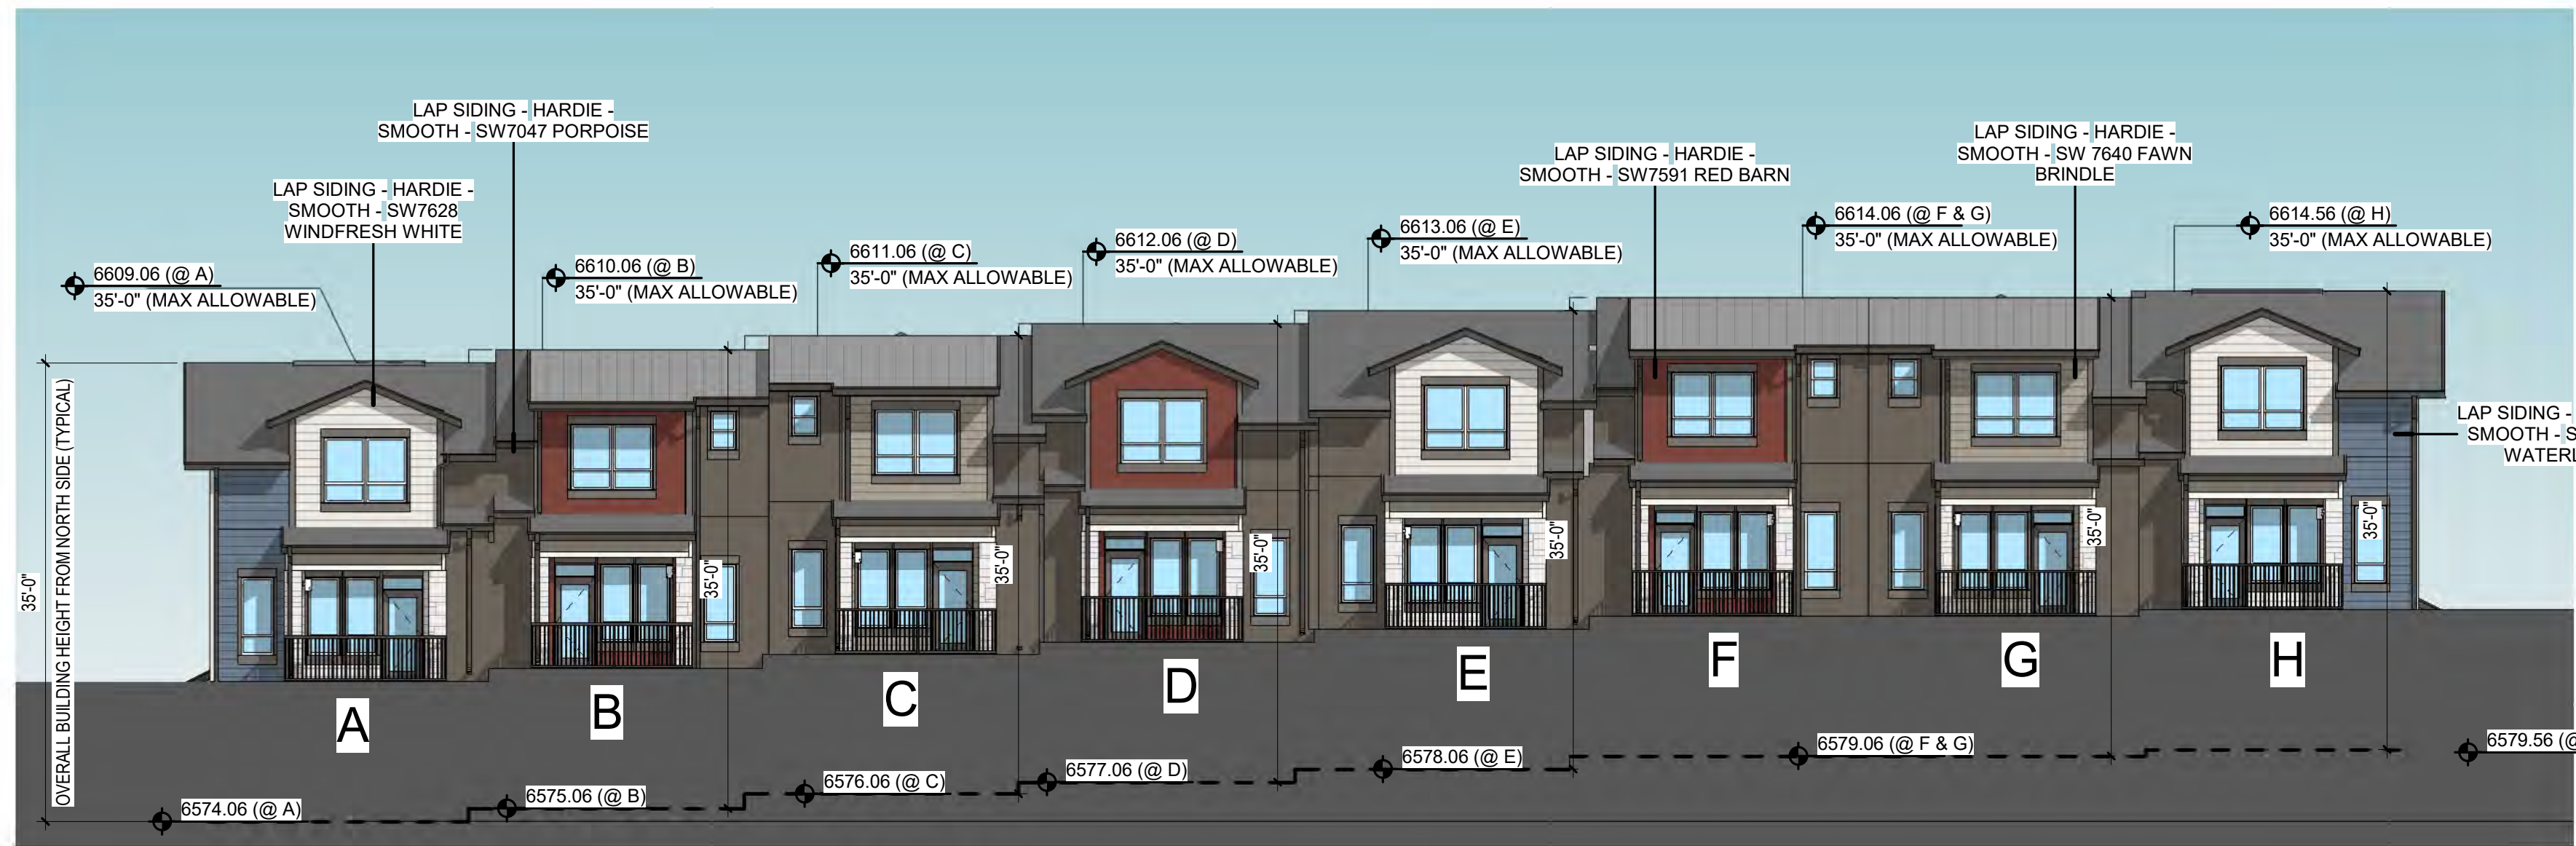 LAP SIDING - HARDIE -
SMOOTH - SW7047 PORPOISE
LAP SIDING - HARDIE -
SMOOTH - SW7628
WINDFRESH WHITE
LAP SIDING - HARDIE -
SMOOTH - SW7591 RED BARN
LAP SIDING - HARDIE -
SMOOTH - SW 7640 FAWN
BRINDLE
6609.06 (@ A)
35'-0" (MAX ALLOWABLE)
6610.06 (@ B)
35'-0" (MAX ALLOWABLE)
6611.06 (@ C)
35'-0" (MAX ALLOWABLE)
6612.06 (@ D)
35'-0" (MAX ALLOWABLE)
6613.06 (@ E)
35'-0" (MAX ALLOWABLE)
6614.06 (@ F & G)
35'-0" (MAX ALLOWABLE)
6614.56 (@ H)
35'-0" (MAX ALLOWABLE)
LAP SIDING -
SMOOTH -
35'-0"
OVERALL BUILDING HEIGHT FROM NORTH SIDE (TYPICAL)
35'-0"
35'-0"
35'-0"
35'-0"
35'-0"
35'-0"
A
B
C
D
E
F
G
H
6574.06 (@ A)
6575.06 (@ B)
6576.06 (@ C)
6577.06 (@ D)
6578.06 (@ E)
6579.06 (@ F & G)
6579.56